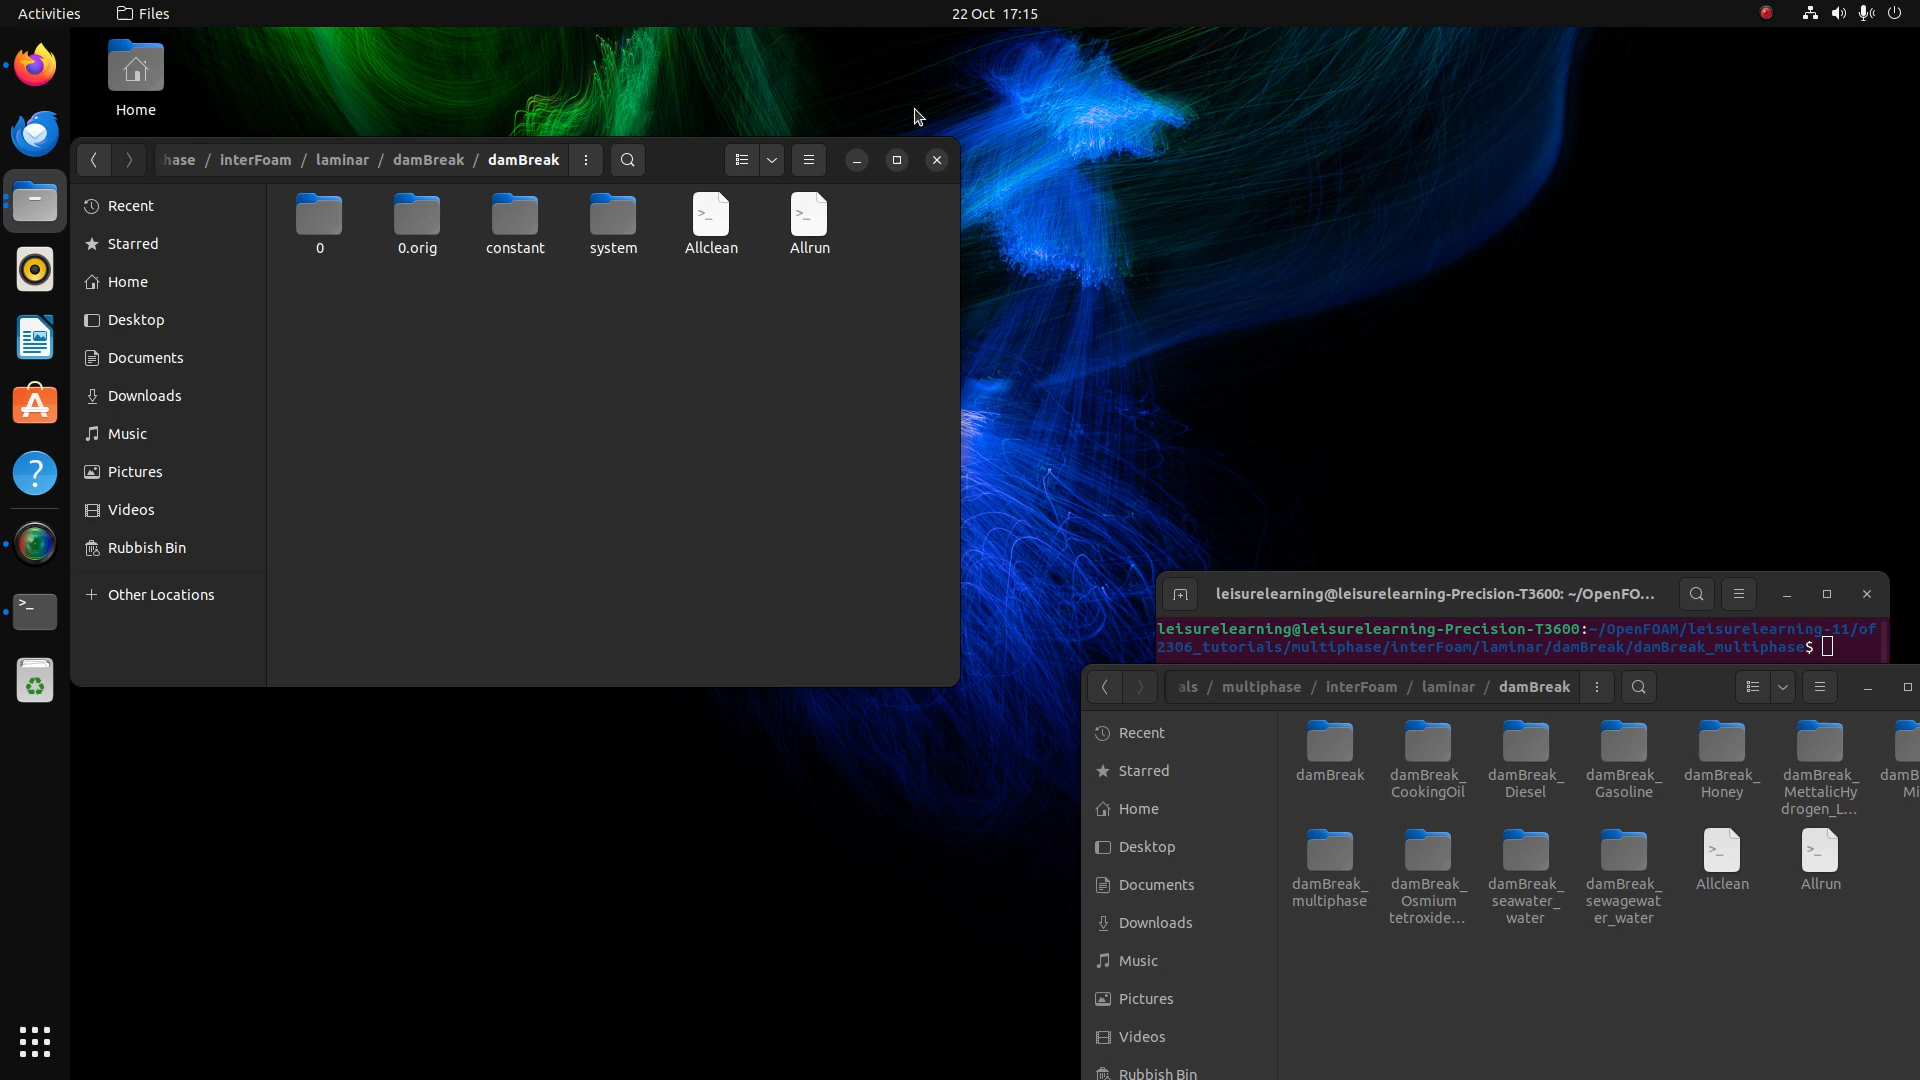 Activities
Files
22 Oct 17:15
Home
hase / interFoam / laminar / damBreak / damBreak
Recent
Starred
Home
Desktop
Documents
Downloads
Music
Pictures
Videos
Rubbish Bin
+ Other Locations
0
0.orig
constant
system
Allclean
Allrun
leisurelearning@leisurelearning-Precision-T3600: ~/OpenFO...
leisurelearning@leisurelearning-Precision-T3600:~/OpenFOAM/leisurelearning-11/of
2306_tutorials/multiphase/interFoam/laminar/damBreak/damBreak_multiphase$
als / multiphase / interFoam / laminar / damBreak
Recent
Starred
Home
Desktop
Documents
Downloads
Music
Pictures
Videos
Rubbish Bin
damBreak
damBreak_
CookingOil
damBreak_
Diesel
damBreak_
Gasoline
damBreak_
Honey
damBreak_
MettalicHy
drogen_L...
damB
Mi
damBreak_
multiphase
damBreak_
Osmium
tetroxide...
damBreak_
seawater_
water
damBreak_
sewagewat
er_water
Allclean
Allrun